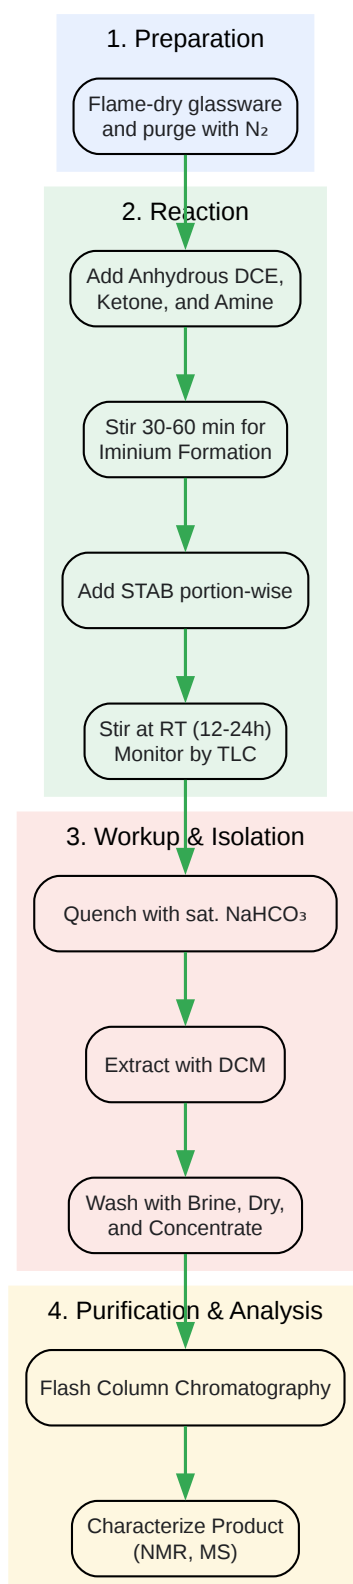 1. Preparation
Flame-dry glassware
and purge with N₂
2. Reaction
Add Anhydrous DCE,
Ketone, and Amine
Stir 30-60 min for
Iminium Formation
Add STAB portion-wise
Stir at RT (12-24h)
Monitor by TLC
3. Workup & Isolation
Quench with sat. NaHCO₃
Extract with DCM
Wash with Brine, Dry,
and Concentrate
4. Purification & Analysis
Flash Column Chromatography
Characterize Product
(NMR, MS)